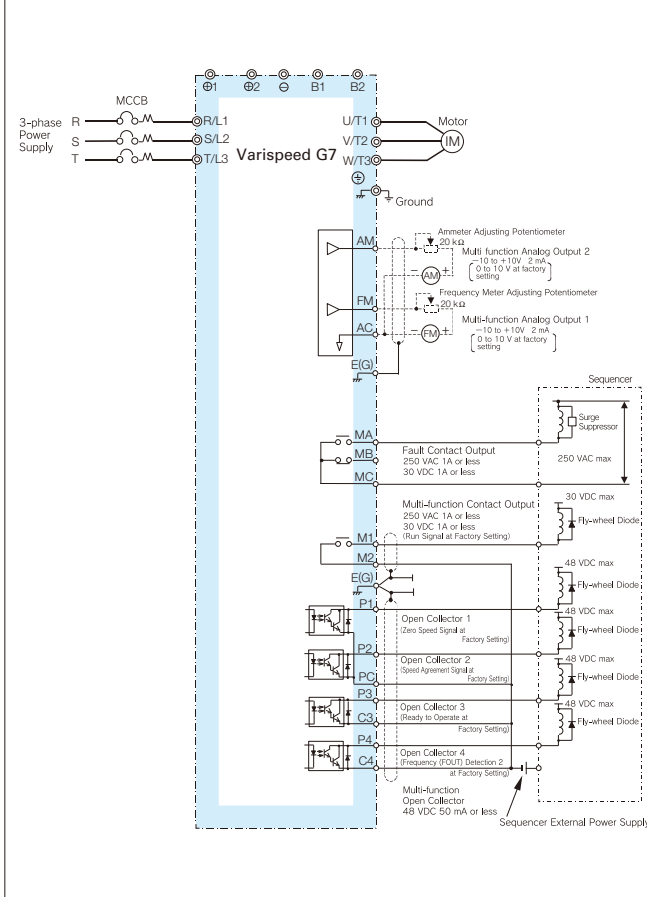 ⊕1 ⊕2 ⊖ B1 B2
MCCB
3-phase
Power
Supply
R
S
T
R/L1
S/L2
T/L3
Varispeed G7
U/T1
V/T2
W/T3
Motor
IM
Ground
AM
FM
AC
E(G)
Ammeter Adjusting Potentiometer
20 kΩ
Multi function Analog Output 2
−10 to +10V 2 mA
0 to 10 V at factory
setting
− AM +
Frequency Meter Adjusting Potentiometer
20 kΩ
Multi-function Analog Output 1
−10 to +10V 2 mA
0 to 10 V at factory
setting
− FM +
Sequencer
Surge
Suppressor
250 VAC max
MA
MB
MC
Fault Contact Output
250 VAC 1A or less
30 VDC 1A or less
30 VDC max
Fly-wheel Diode
Multi-function Contact Output
250 VAC 1A or less
30 VDC 1A or less
(Run Signal at Factory Setting)
M1
M2
E(G)
48 VDC max
Fly-wheel Diode
P1
Open Collector 1
(Zero Speed Signal at
Factory Setting)
48 VDC max
Fly-wheel Diode
P2
Open Collector 2
(Speed Agreement Signal at
Factory Setting)
PC
48 VDC max
Fly-wheel Diode
P3
Open Collector 3
(Ready to Operate at
Factory Setting)
C3
48 VDC max
Fly-wheel Diode
P4
Open Collector 4
(Frequency (FOUT) Detection 2
at Factory Setting)
C4
Multi-function
Open Collector
48 VDC 50 mA or less
Sequencer External Power Supply